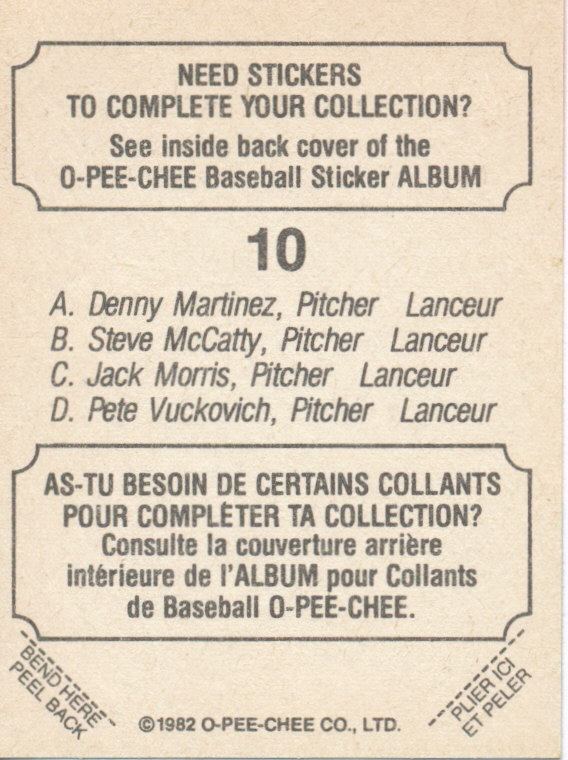 NEED STICKERS
TO COMPLETE YOUR COLLECTION?
See inside back cover of the
O-PEE-CHEE Baseball Sticker ALBUM
10
A. Denny Martinez, Pitcher Lanceur
B. Steve McCatty, Pitcher Lanceur
C. Jack Morris, Pitcher Lanceur
D. Pete Vuckovich, Pitcher Lanceur
AS-TU BESOIN DE CERTAINS COLLANTS
POUR COMPLÉTER TA COLLECTION?
Consulte la couverture arrière
intérieure de l'ALBUM pour Collants
de Baseball O-PEE-CHEE.
BEND HERE
PEEL BACK
©1982 O-PEE-CHEE CO., LTD.
PLIER ICI
ET PELER